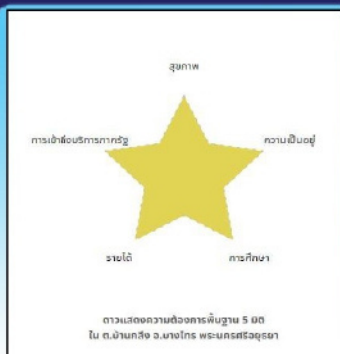 สุขภาพ
การเข้าถึงบริการภาครัฐ
ความเป็นอยู่
รายได้
การศึกษา
ดาวแสดงความต้องการพื้นฐาน 5 มิติ
ใน ต.บ้านกลึง อ.บางไทร พระนครศรีอยุธยา